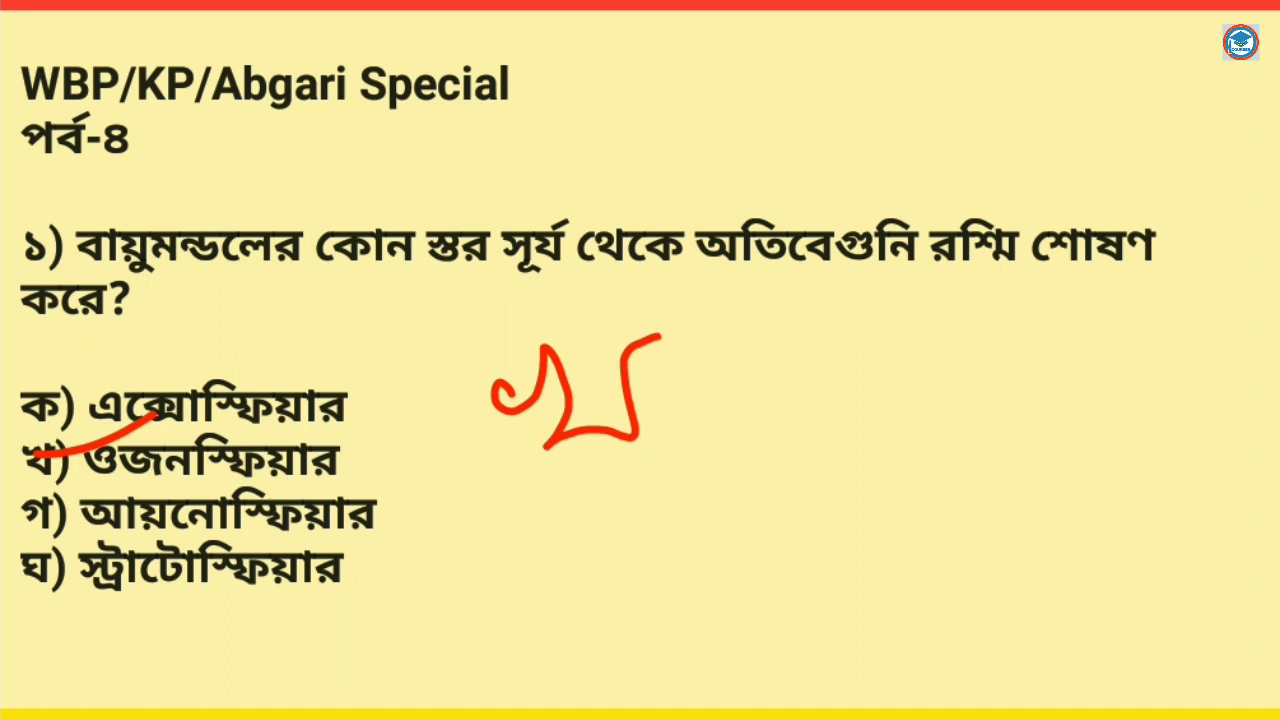 WBP/KP/Abgari Special
পর্ব-৪
১) বায়ুমন্ডলের কোন স্তর সূর্য থেকে অতিবেগুনি রশ্মি শোষণ
করে?
ক) এক্সোস্ফিয়ার
খ
খ) ওজনস্ফিয়ার
গ) আয়নোস্ফিয়ার
ঘ) স্ট্রাটোস্ফিয়ার